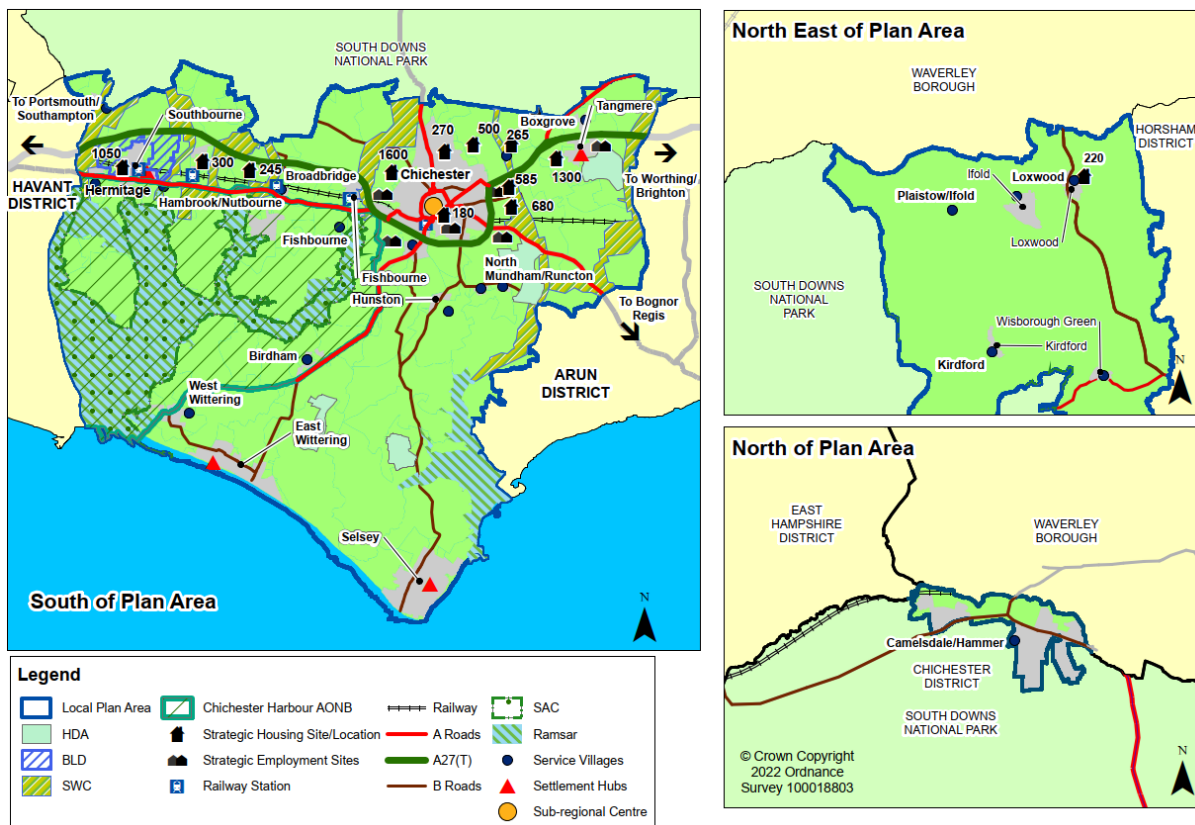 SOUTH DOWNS
NATIONAL PARK
To Portsmouth/
Southampton
Southbourne
Boxgrove
Tangmere
270
500
265
1050
300
245
1600
Chichester
585
1300
HAVANT
DISTRICT
Hermitage
Hambrook/Nutbourne
Broadbridge
180
680
To Worthing/
Brighton
Fishbourne
Fishbourne
North
Mundham/Runcton
Hunston
To Bognor
Regis
Birdham
ARUN
DISTRICT
West
Wittering
East
Wittering
Selsey
South of Plan Area
N
Legend
Local Plan Area
Chichester Harbour AONB
Railway
SAC
HDA
Strategic Housing Site/Location
A Roads
Ramsar
BLD
Strategic Employment Sites
A27(T)
Service Villages
SWC
Railway Station
B Roads
Settlement Hubs
Sub-regional Centre
North East of Plan Area
WAVERLEY
BOROUGH
HORSHAM
DISTRICT
220
Ifold
Loxwood
Plaistow/Ifold
Loxwood
SOUTH DOWNS
NATIONAL
PARK
Wisborough Green
Kirdford
Kirdford
N
North of Plan Area
EAST
HAMPSHIRE
DISTRICT
WAVERLEY
BOROUGH
Camelsdale/Hammer
CHICHESTER
DISTRICT
SOUTH DOWNS
NATIONAL PARK
© Crown Copyright
2022 Ordnance
Survey 100018803
N